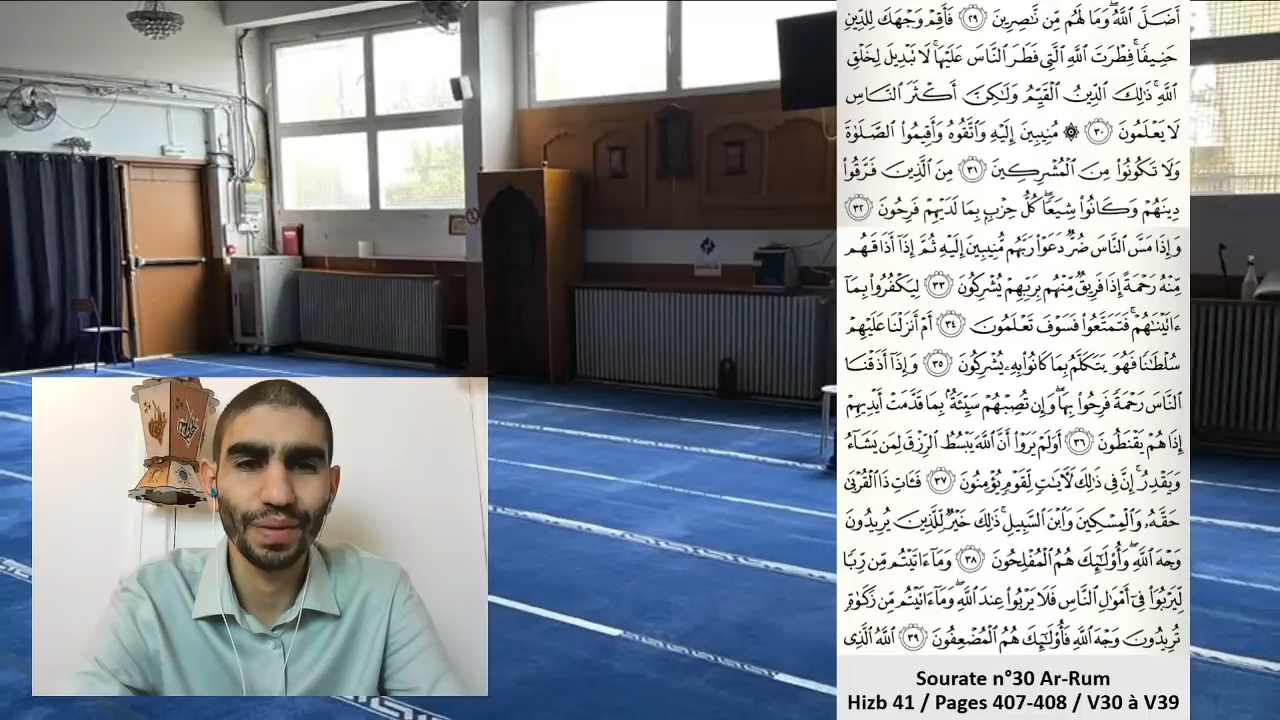 أَضَلَّ ٱللَّهُ ۖ وَمَا لَهُم مِّن نَّٰصِرِينَ ٢٩ فَأَقِمْ وَجْهَكَ لِلدِّينِ
حَنِيفًا ۚ فِطْرَتَ ٱللَّهِ ٱلَّتِى فَطَرَ ٱلنَّاسَ عَلَيْهَا ۚ لَا تَبْدِيلَ لِخَلْقِ
ٱللَّهِ ۚ ذَٰلِكَ ٱلدِّينُ ٱلْقَيِّمُ وَلَٰكِنَّ أَكْثَرَ ٱلنَّاسِ
لَا يَعْلَمُونَ ٣٠ ۞ مُنِيبِينَ إِلَيْهِ وَٱتَّقُوهُ وَأَقِيمُوا۟ ٱلصَّلَوٰةَ
وَلَا تَكُونُوا۟ مِنَ ٱلْمُشْرِكِينَ ٣١ مِنَ ٱلَّذِينَ فَرَّقُوا۟
دِينَهُمْ وَكَانُوا۟ شِيَعًا ۖ كُلُّ حِزْبٍۭ بِمَا لَدَيْهِمْ فَرِحُونَ ٣٢
وَإِذَا مَسَّ ٱلنَّاسَ ضُرٌّ دَعَوْا۟ رَبَّهُم مُّنِيبِينَ إِلَيْهِ ثُمَّ إِذَآ أَذَاقَهُم
مِّنْهُ رَحْمَةً إِذَا فَرِيقٌ مِّنْهُم بِرَبِّهِمْ يُشْرِكُونَ ٣٣ لِيَكْفُرُوا۟ بِمَآ
ءَاتَيْنَٰهُمْ ۚ فَتَمَتَّعُوا۟ فَسَوْفَ تَعْلَمُونَ ٣٤ أَمْ أَنزَلْنَا عَلَيْهِمْ
سُلْطَٰنًا فَهُوَ يَتَكَلَّمُ بِمَا كَانُوا۟ بِهِۦ يُشْرِكُونَ ٣٥ وَإِذَآ أَذَقْنَا
ٱلنَّاسَ رَحْمَةً فَرِحُوا۟ بِهَا ۖ وَإِن تُصِبْهُمْ سَيِّئَةٌۢ بِمَا قَدَّمَتْ أَيْدِيهِمْ
إِذَا هُمْ يَقْنَطُونَ ٣٦ أَوَلَمْ يَرَوْا۟ أَنَّ ٱللَّهَ يَبْسُطُ ٱلرِّزْقَ لِمَن يَشَآءُ
وَيَقْدِرُ ۚ إِنَّ فِى ذَٰلِكَ لَءَايَٰتٍ لِّقَوْمٍ يُؤْمِنُونَ ٣٧ فَـَٔاتِ ذَا ٱلْقُرْبَىٰ
حَقَّهُۥ وَٱلْمِسْكِينَ وَٱبْنَ ٱلسَّبِيلِ ۚ ذَٰلِكَ خَيْرٌ لِّلَّذِينَ يُرِيدُونَ
وَجْهَ ٱللَّهِ ۖ وَأُو۟لَٰٓئِكَ هُمُ ٱلْمُفْلِحُونَ ٣٨ وَمَآ ءَاتَيْتُم مِّن رِّبًا
لِّيَرْبُوَا۟ فِىٓ أَمْوَٰلِ ٱلنَّاسِ فَلَا يَرْبُوا۟ عِندَ ٱللَّهِ ۖ وَمَآ ءَاتَيْتُم مِّن زَكَوٰةٍ
تُرِيدُونَ وَجْهَ ٱللَّهِ فَأُو۟لَٰٓئِكَ هُمُ ٱلْمُضْعِفُونَ ٣٩ ٱللَّهُ ٱلَّذِى
Sourate n°30 Ar-Rum
Hizb 41 / Pages 407-408 / V30 à V39